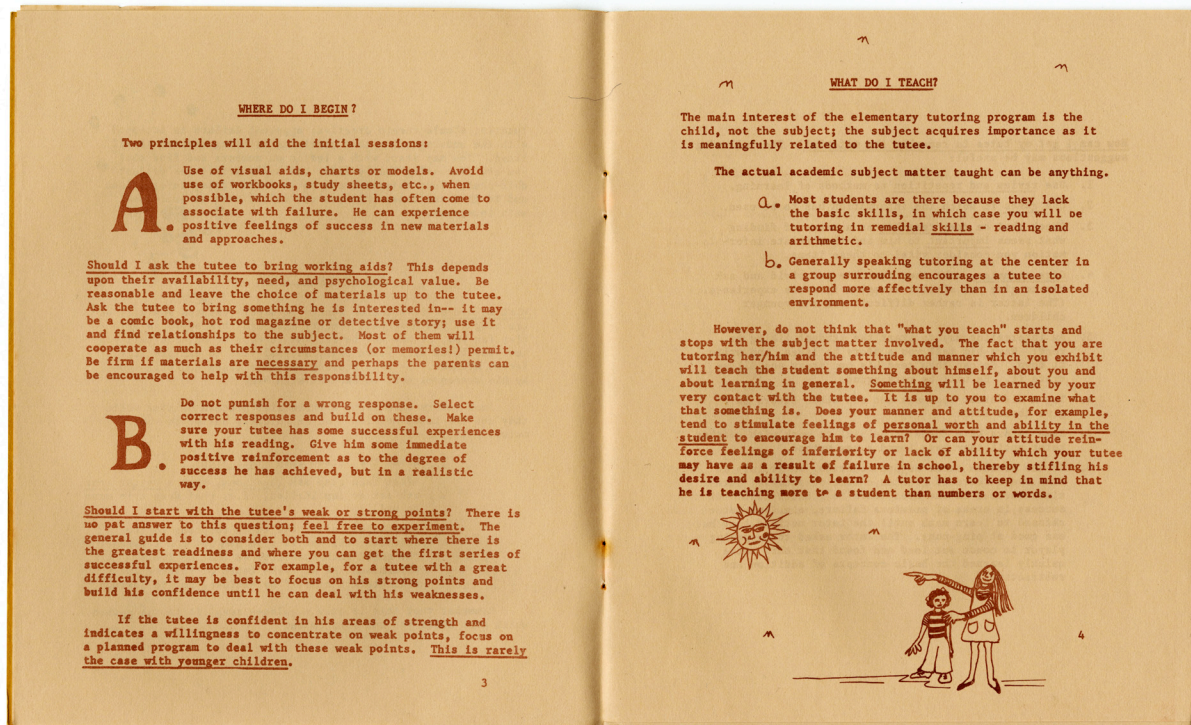 WHERE DO I BEGIN?
Two principles will aid the initial sessions:
A.
Use of visual aids, charts or models. Avoid
use of workbooks, study sheets, etc., when
possible, which the student has often come to
associate with failure. He can experience
positive feelings of success in new materials
and approaches.
Should I ask the tutee to bring working aids? This depends
upon their availability, need, and psychological value. Be
reasonable and leave the choice of materials up to the tutee.
Ask the tutee to bring something he is interested in-- it may
be a comic book, hot rod magazine or detective story; use it
and find relationships to the subject. Most of them will
cooperate as much as their circumstances (or memories!) permit.
Be firm if materials are necessary and perhaps the parents can
be encouraged to help with this responsibility.
B.
Do not punish for a wrong response. Select
correct responses and build on these. Make
sure your tutee has some successful experiences
with his reading. Give him some immediate
positive reinforcement as to the degree of
success he has achieved, but in a realistic
way.
Should I start with the tutee's weak or strong points? There is
no pat answer to this question; feel free to experiment. The
general guide is to consider both and to start where there is
the greatest readiness and where you can get the first series of
successful experiences. For example, for a tutee with a great
difficulty, it may be best to focus on his strong points and
build his confidence until he can deal with his weaknesses.
If the tutee is confident in his areas of strength and
indicates a willingness to concentrate on weak points, focus on
a planned program to deal with these weak points. This is rarely
the case with younger children.
3
WHAT DO I TEACH?
The main interest of the elementary tutoring program is the
child, not the subject; the subject acquires importance as it
is meaningfully related to the tutee.
The actual academic subject matter taught can be anything.
a. Most students are there because they lack
the basic skills, in which case you will be
tutoring in remedial skills - reading and
arithmetic.
b. Generally speaking tutoring at the center in
a group surrouding encourages a tutee to
respond more affectively than in an isolated
environment.
However, do not think that "what you teach" starts and
stops with the subject matter involved. The fact that you are
tutoring her/him and the attitude and manner which you exhibit
will teach the student something about himself, about you and
about learning in general. Something will be learned by your
very contact with the tutee. It is up to you to examine what
that something is. Does your manner and attitude, for example,
tend to stimulate feelings of personal worth and ability in the
student to encourage him to learn? Or can your attitude rein-
force feelings of inferiority or lack of ability which your tutee
may have as a result of failure in school, thereby stifling his
desire and ability to learn? A tutor has to keep in mind that
he is teaching more to a student than numbers or words.
4